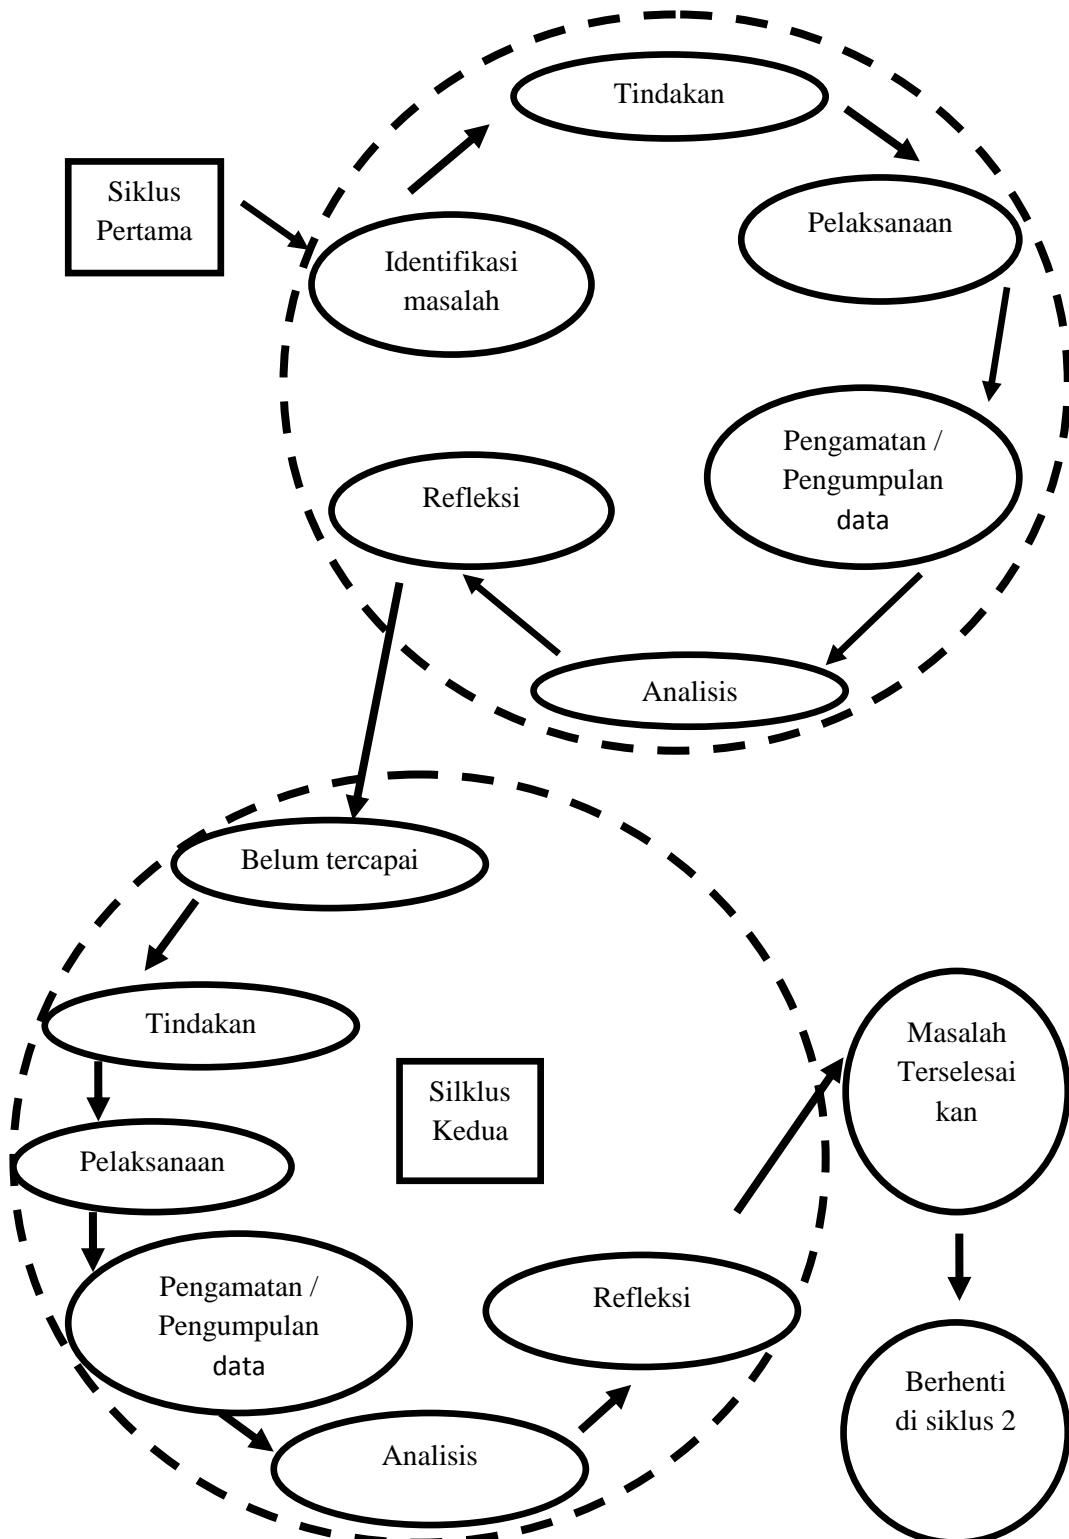 Tindakan
Siklus
Pertama
Pelaksanaan
Identifikasi
masalah
Pengamatan /
Pengumpulan
data
Refleksi
Analisis
Belum tercapai
Tindakan
Silklus
Kedua
Pelaksanaan
Pengamatan /
Pengumpulan
data
Analisis
Refleksi
Masalah
Terselesai
kan
Berhenti
di siklus 2